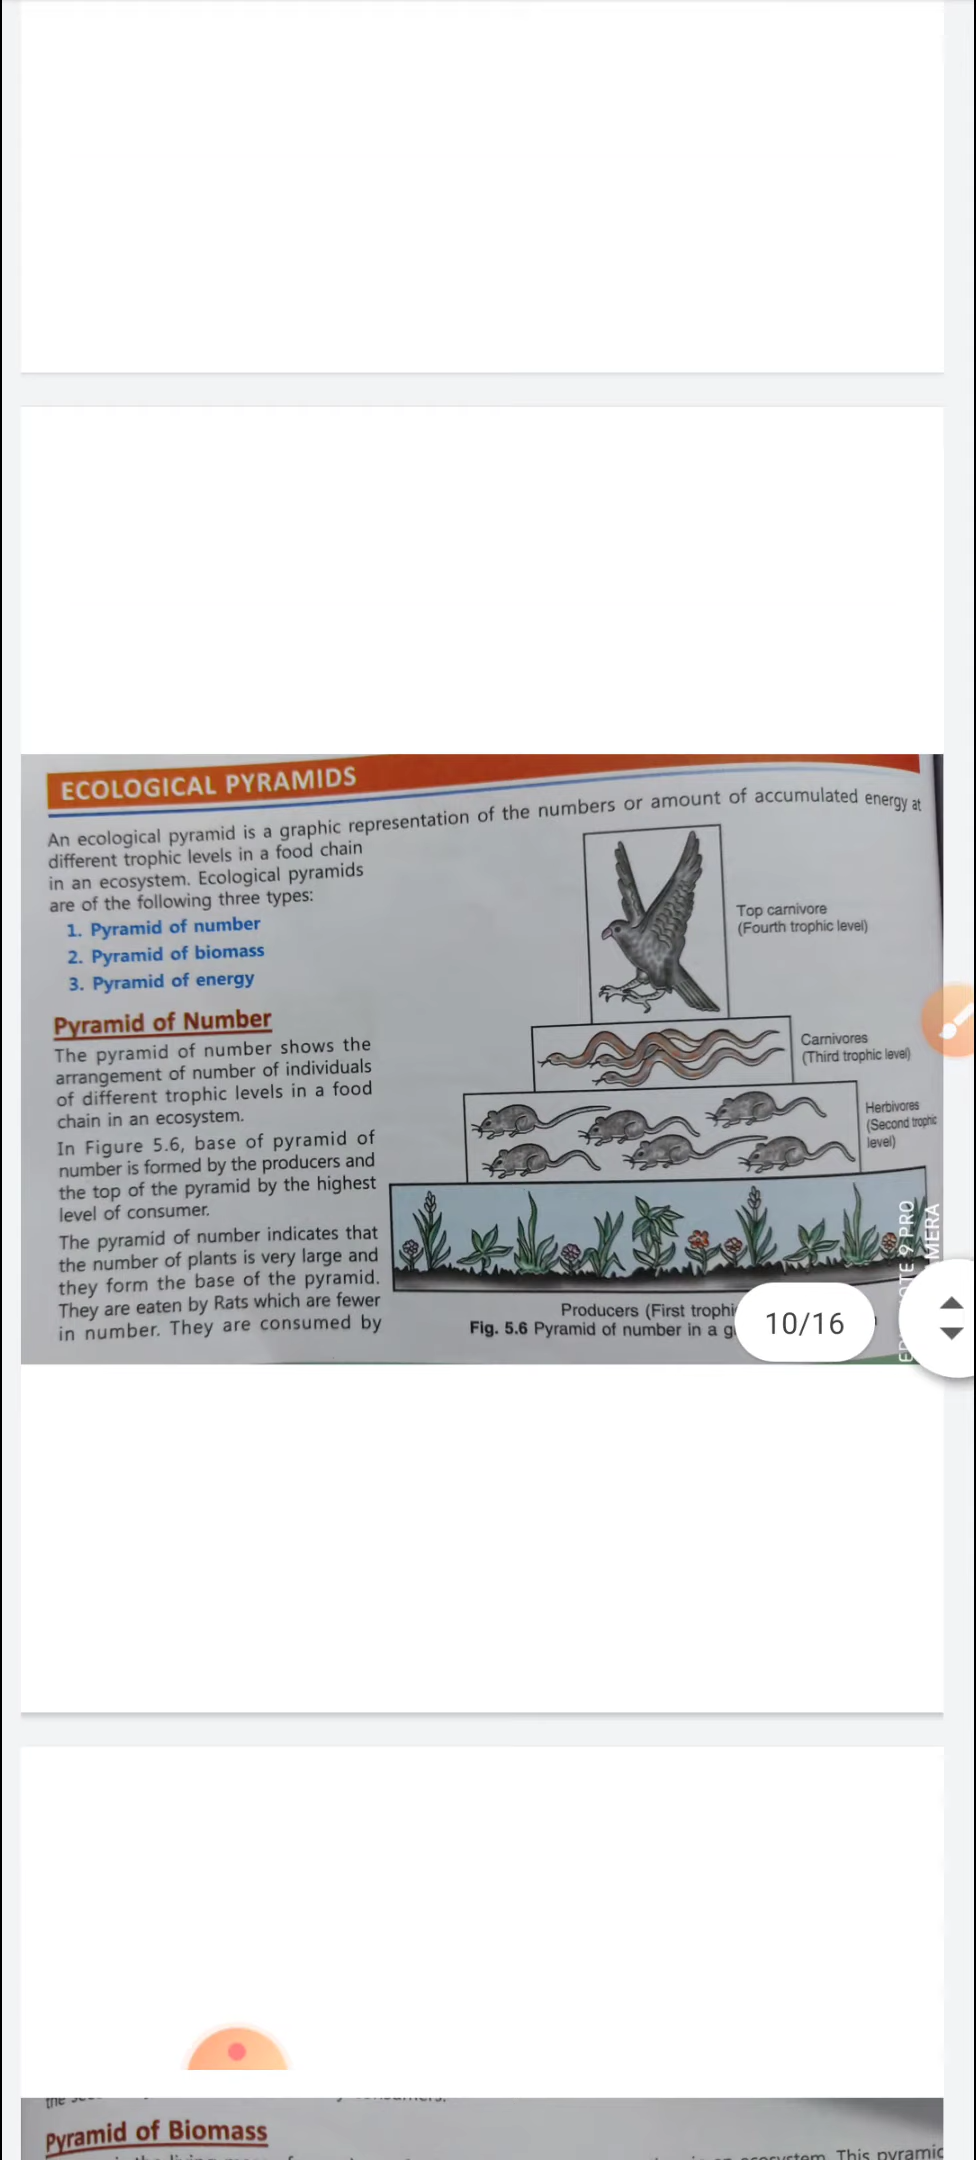 ECOLOGICAL PYRAMIDS
An ecological pyramid is a graphic representation of the numbers or amount of accumulated energy at
different trophic levels in a food chain
in an ecosystem. Ecological pyramids
are of the following three types:
1. Pyramid of number
2. Pyramid of biomass
3. Pyramid of energy
Pyramid of Number
The pyramid of number shows the
arrangement of number of individuals
of different trophic levels in a food
chain in an ecosystem.
In Figure 5.6, base of pyramid of
number is formed by the producers and
the top of the pyramid by the highest
level of consumer.
The pyramid of number indicates that
the number of plants is very large and
they form the base of the pyramid.
They are eaten by Rats which are fewer
in number. They are consumed by
Top carnivore
(Fourth trophic level)
Carnivores
(Third trophic level)
Herbivores
(Second trophic
level)
Producers (First
Fig. 5.6 Pyramid of number in a
10/16
9 PRO
Pyramid of Biomass
This pyramid